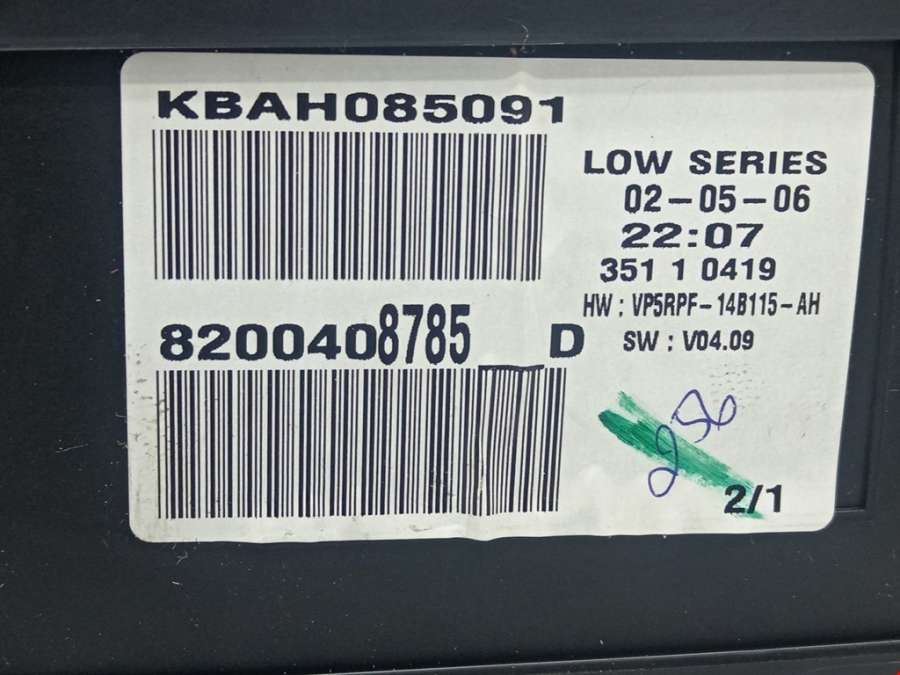 KBAH085091
LOW SERIES
02-05-06
22:07
351 1 0419
HW : VP5RPF-14B115-AH
SW : V04.09
8200408785 D
256
2/1